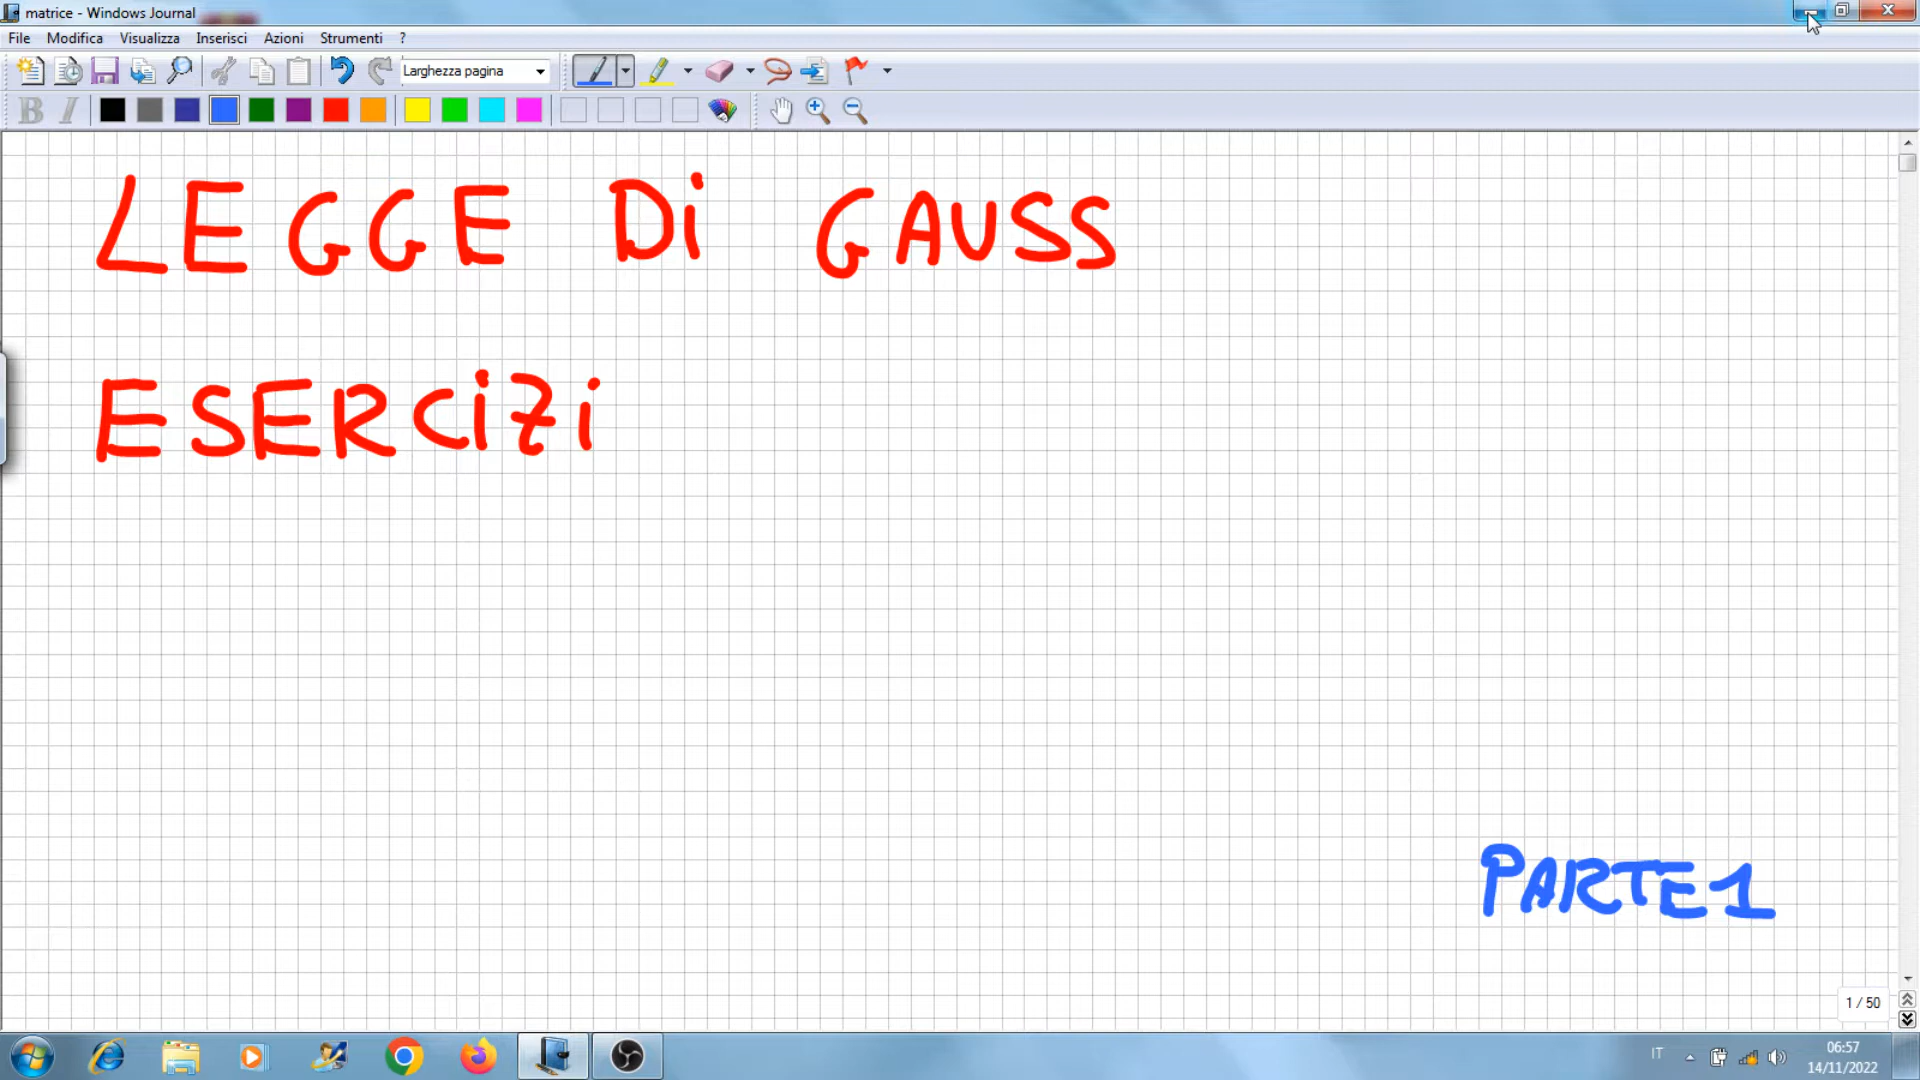 matrice - Windows Journal
File Modifica Visualizza Inserisci Azioni Strumenti ?
Larghezza pagina
B I
LEGGE Di GAUSS
ESERCiZi
PARTE 1
1 / 50
IT
06:57
14/11/2022